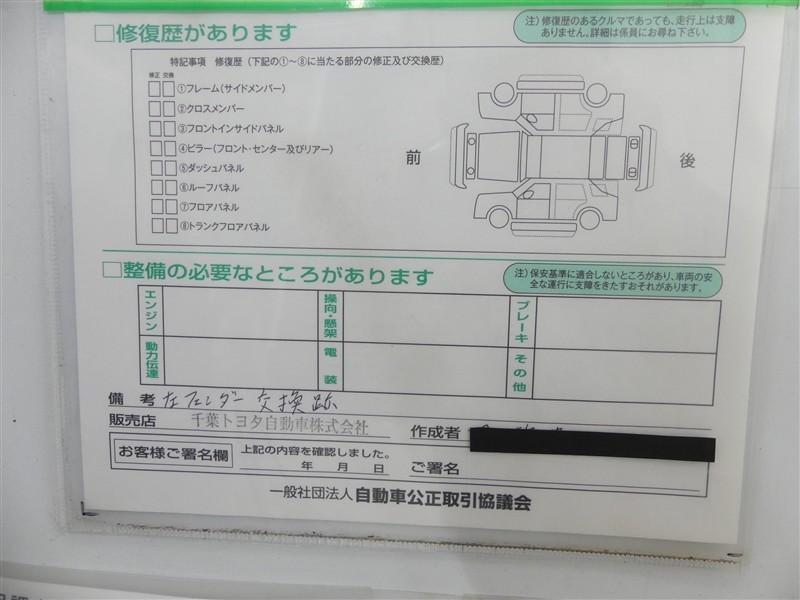 □修復歴があります
注）修復歴のあるクルマであっても、走行上は支障
ありません。詳細は係員にお尋ね下さい。
特記事項 修復歴（下記の①～⑧に当たる部分の修正及び交換歴）
修正 交換
①フレーム（サイドメンバー）
②クロスメンバー
③フロントインサイドパネル
④ピラー（フロント・センター及びリアー）
⑤ダッシュパネル
⑥ルーフパネル
⑦フロアパネル
⑧トランクフロアパネル
前
後
□整備の必要なところがあります
注）保安基準に適合しないところがあり、車両の安
全な運行に支障をきたすおそれがあります。
エンジン
操向・懸架
ブレーキ
動力伝達
電装
その他
備考 左フェンダー交換跡
販売店 千葉トヨタ自動車株式会社 作成者
お客様ご署名欄 上記の内容を確認しました。
年 月 日 ご署名
一般社団法人 自動車公正取引協議会